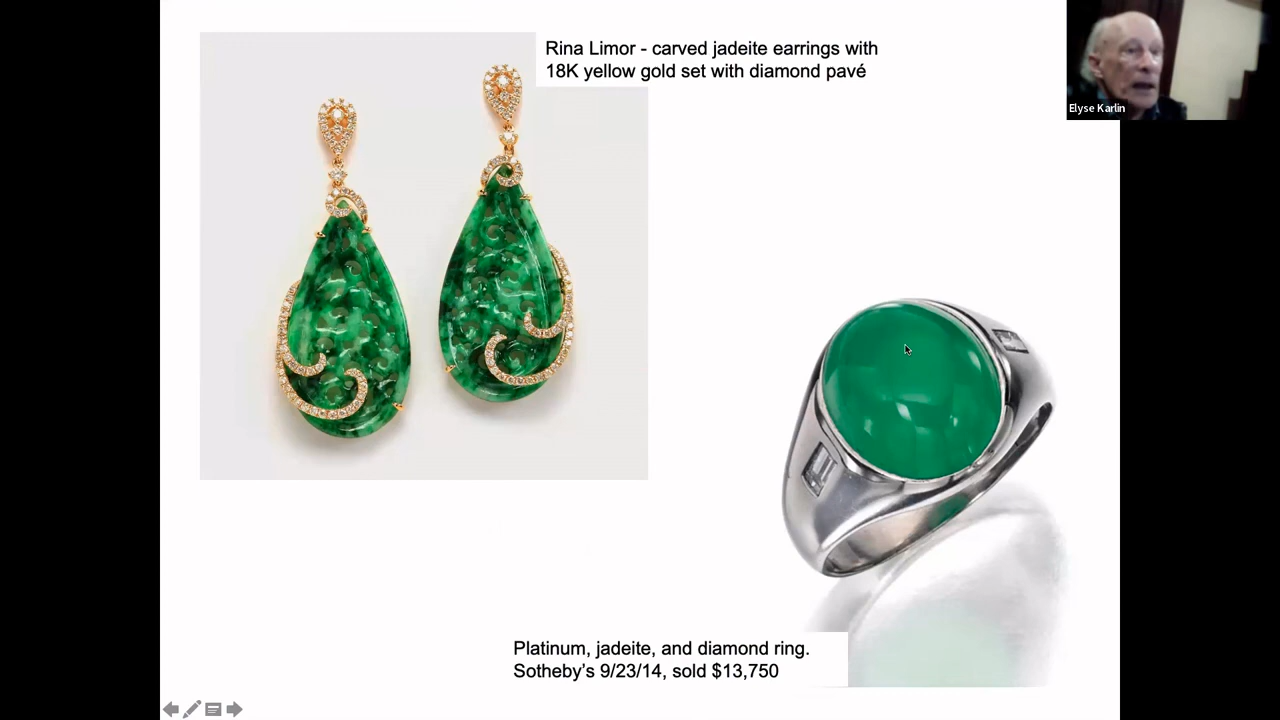 Rina Limor - carved jadeite earrings with
18K yellow gold set with diamond pavé
Elyse Karlin
Platinum, jadeite, and diamond ring.
Sotheby's 9/23/14, sold $13,750